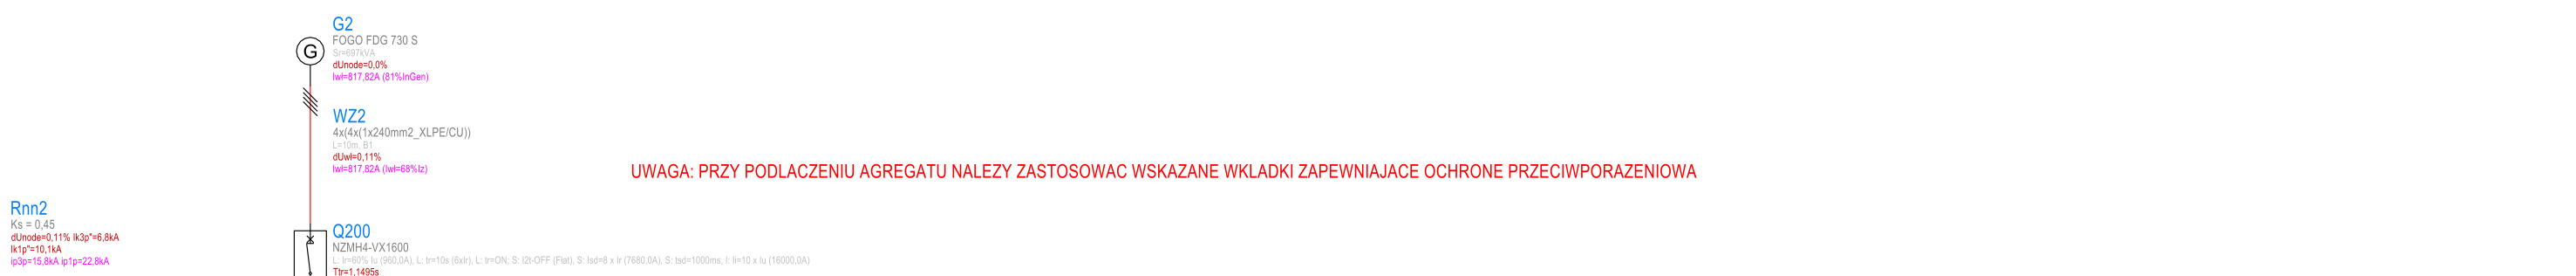 G2
G
FOGO FDG 730 S
Sr=697kVA
dUnode=0,0%
Iwł=817,82A (81%InGen)
WZ2
4x(4x(1x240mm2_XLPE/CU))
L=10m, B1
dUwł=0,11%
Iwł=817,82A (Iwł=68%Iz)
UWAGA: PRZY PODLACZENIU AGREGATU NALEZY ZASTOSOWAC WSKAZANE WKLADKI ZAPEWNIAJACE OCHRONE PRZECIWPORAZENIOWA
Rnn2
Ks = 0,45
dUnode=0,11% Ik3p"=6,8kA
Ik1p"=10,1kA
ip3p=15,8kA ip1p=22,8kA
Q200
NZMH4-VX1600
L: Ir=60% Iu (960,0A), L: tr=10s (6xIr), L: tr=ON; S: I2t-OFF (Flat), S: Isd=8 x Ir (7680,0A), S: tsd=1000ms, I: Ii=10 x Iu (16000,0A)
Ttr=1,1495s